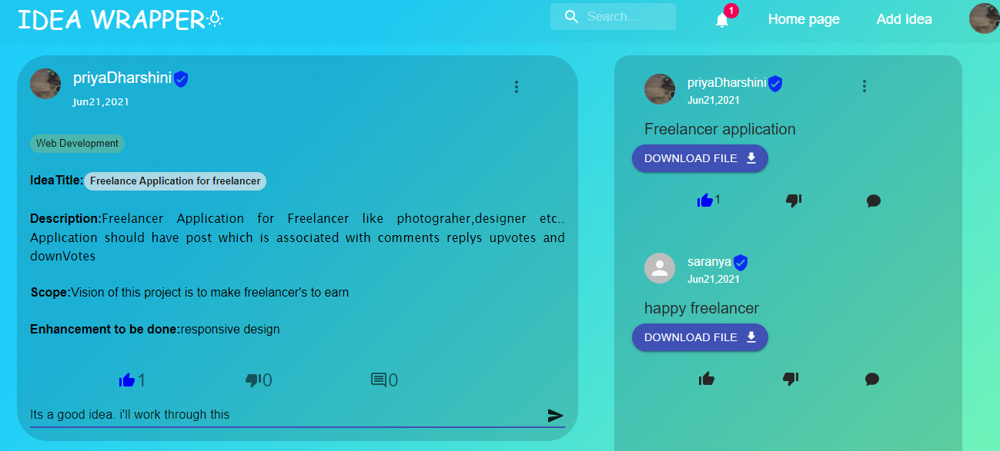 IDEA WRAPPER
Search…
1
Home page
Add Idea
priyaDharshini
Jun21,2021
Web Development
IdeaTitle: Freelance Application for freelancer
Description:Freelancer Application for Freelancer like photograher,designer etc..
Application should have post which is associated with comments replys upvotes and
downVotes
Scope:Vision of this project is to make freelancer's to earn
Enhancement to be done:responsive design
1 0 0
Its a good idea. i'll work through this
priyaDharshini
Jun21,2021
Freelancer application
DOWNLOAD FILE
1
saranya
Jun21,2021
happy freelancer
DOWNLOAD FILE